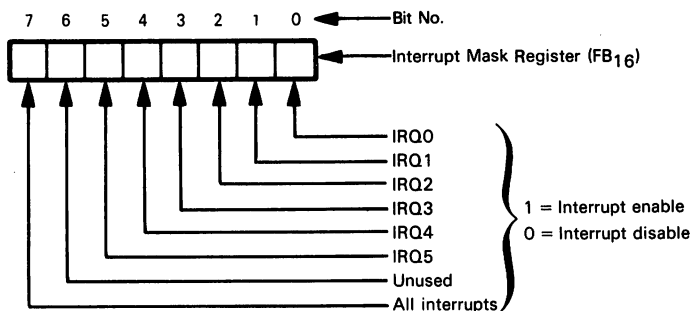 7 6 5 4 3 2 1 0 Bit No.
Interrupt Mask Register (FB16)
IRQ0
IRQ1
IRQ2
IRQ3
IRQ4
IRQ5
Unused
All interrupts
1 = Interrupt enable
0 = Interrupt disable